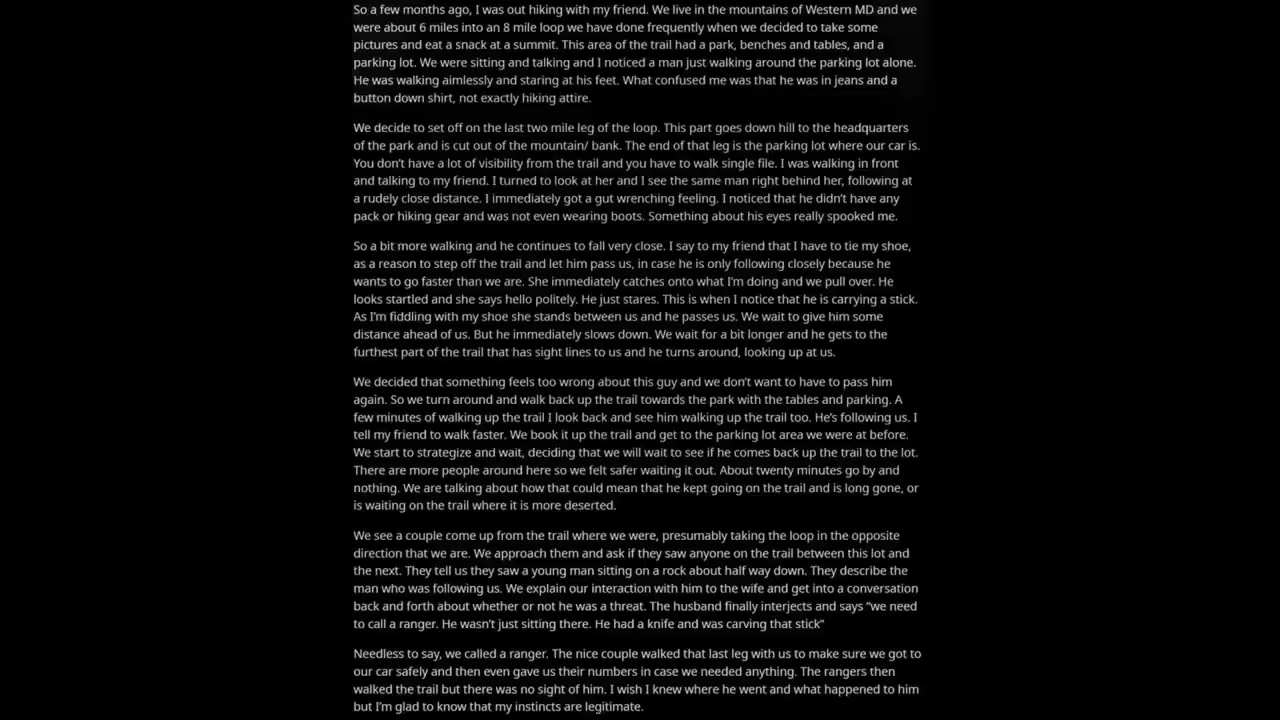 So a few months ago, I was out hiking with my friend. We live in the mountains of Western MD and we
were about 6 miles into an 8 mile loop we have done frequently when we decided to take some
pictures and eat a snack at a summit. This area of the trail had a park, benches and tables, and a
parking lot. We were sitting and talking and I noticed a man just walking around the parking lot alone.
He was walking aimlessly and staring at his feet. What confused me was that he was in jeans and a
button down shirt, not exactly hiking attire.
We decide to set off on the last two mile leg of the loop. This part goes down hill to the headquarters
of the park and is cut out of the mountain/ bank. The end of that leg is the parking lot where our car is.
You don't have a lot of visibility from the trail and you have to walk single file. I was walking in front
and talking to my friend. I turned to look at her and I see the same man right behind her, following at
a rudely close distance. I immediately got a gut wrenching feeling. I noticed that he didn't have any
pack or hiking gear and was not even wearing boots. Something about his eyes really spooked me.
So a bit more walking and he continues to fall very close. I say to my friend that I have to tie my shoe,
as a reason to step off the trail and let him pass us, in case he is only following closely because he
wants to go faster than we are. She immediately catches onto what I'm doing and we pull over. He
looks startled and she says hello politely. He just stares. This is when I notice that he is carrying a stick.
As I'm fiddling with my shoe she stands between us and he passes us. We wait to give him some
distance ahead of us. But he immediately slows down. We wait for a bit longer and he gets to the
furthest part of the trail that has sight lines to us and he turns around, looking up at us.
We decided that something feels too wrong about this guy and we don't want to have to pass him
again. So we turn around and walk back up the trail towards the park with the tables and parking. A
few minutes of walking up the trail I look back and see him walking up the trail too. He's following us. I
tell my friend to walk faster. We book it up the trail and get to the parking lot area we were at before.
We start to strategize and wait, deciding that we will wait to see if he comes back up the trail to the lot.
There are more people around here so we felt safer waiting it out. About twenty minutes go by and
nothing. We are talking about how that could mean that he kept going on the trail and is long gone, or
is waiting on the trail where it is more deserted.
We see a couple come up from the trail where we were, presumably taking the loop in the opposite
direction that we are. We approach them and ask if they saw anyone on the trail between this lot and
the next. They tell us they saw a young man sitting on a rock about half way down. They describe the
man who was following us. We explain our interaction with him to the wife and get into a conversation
back and forth about whether or not he was a threat. The husband finally interjects and says “we need
to call a ranger. He wasn't just sitting there. He had a knife and was carving that stick”
Needless to say, we called a ranger. The nice couple walked that last leg with us to make sure we got to
our car safely and then even gave us their numbers in case we needed anything. The rangers then
walked the trail but there was no sight of him. I wish I knew where he went and what happened to him
but I'm glad to know that my instincts are legitimate.